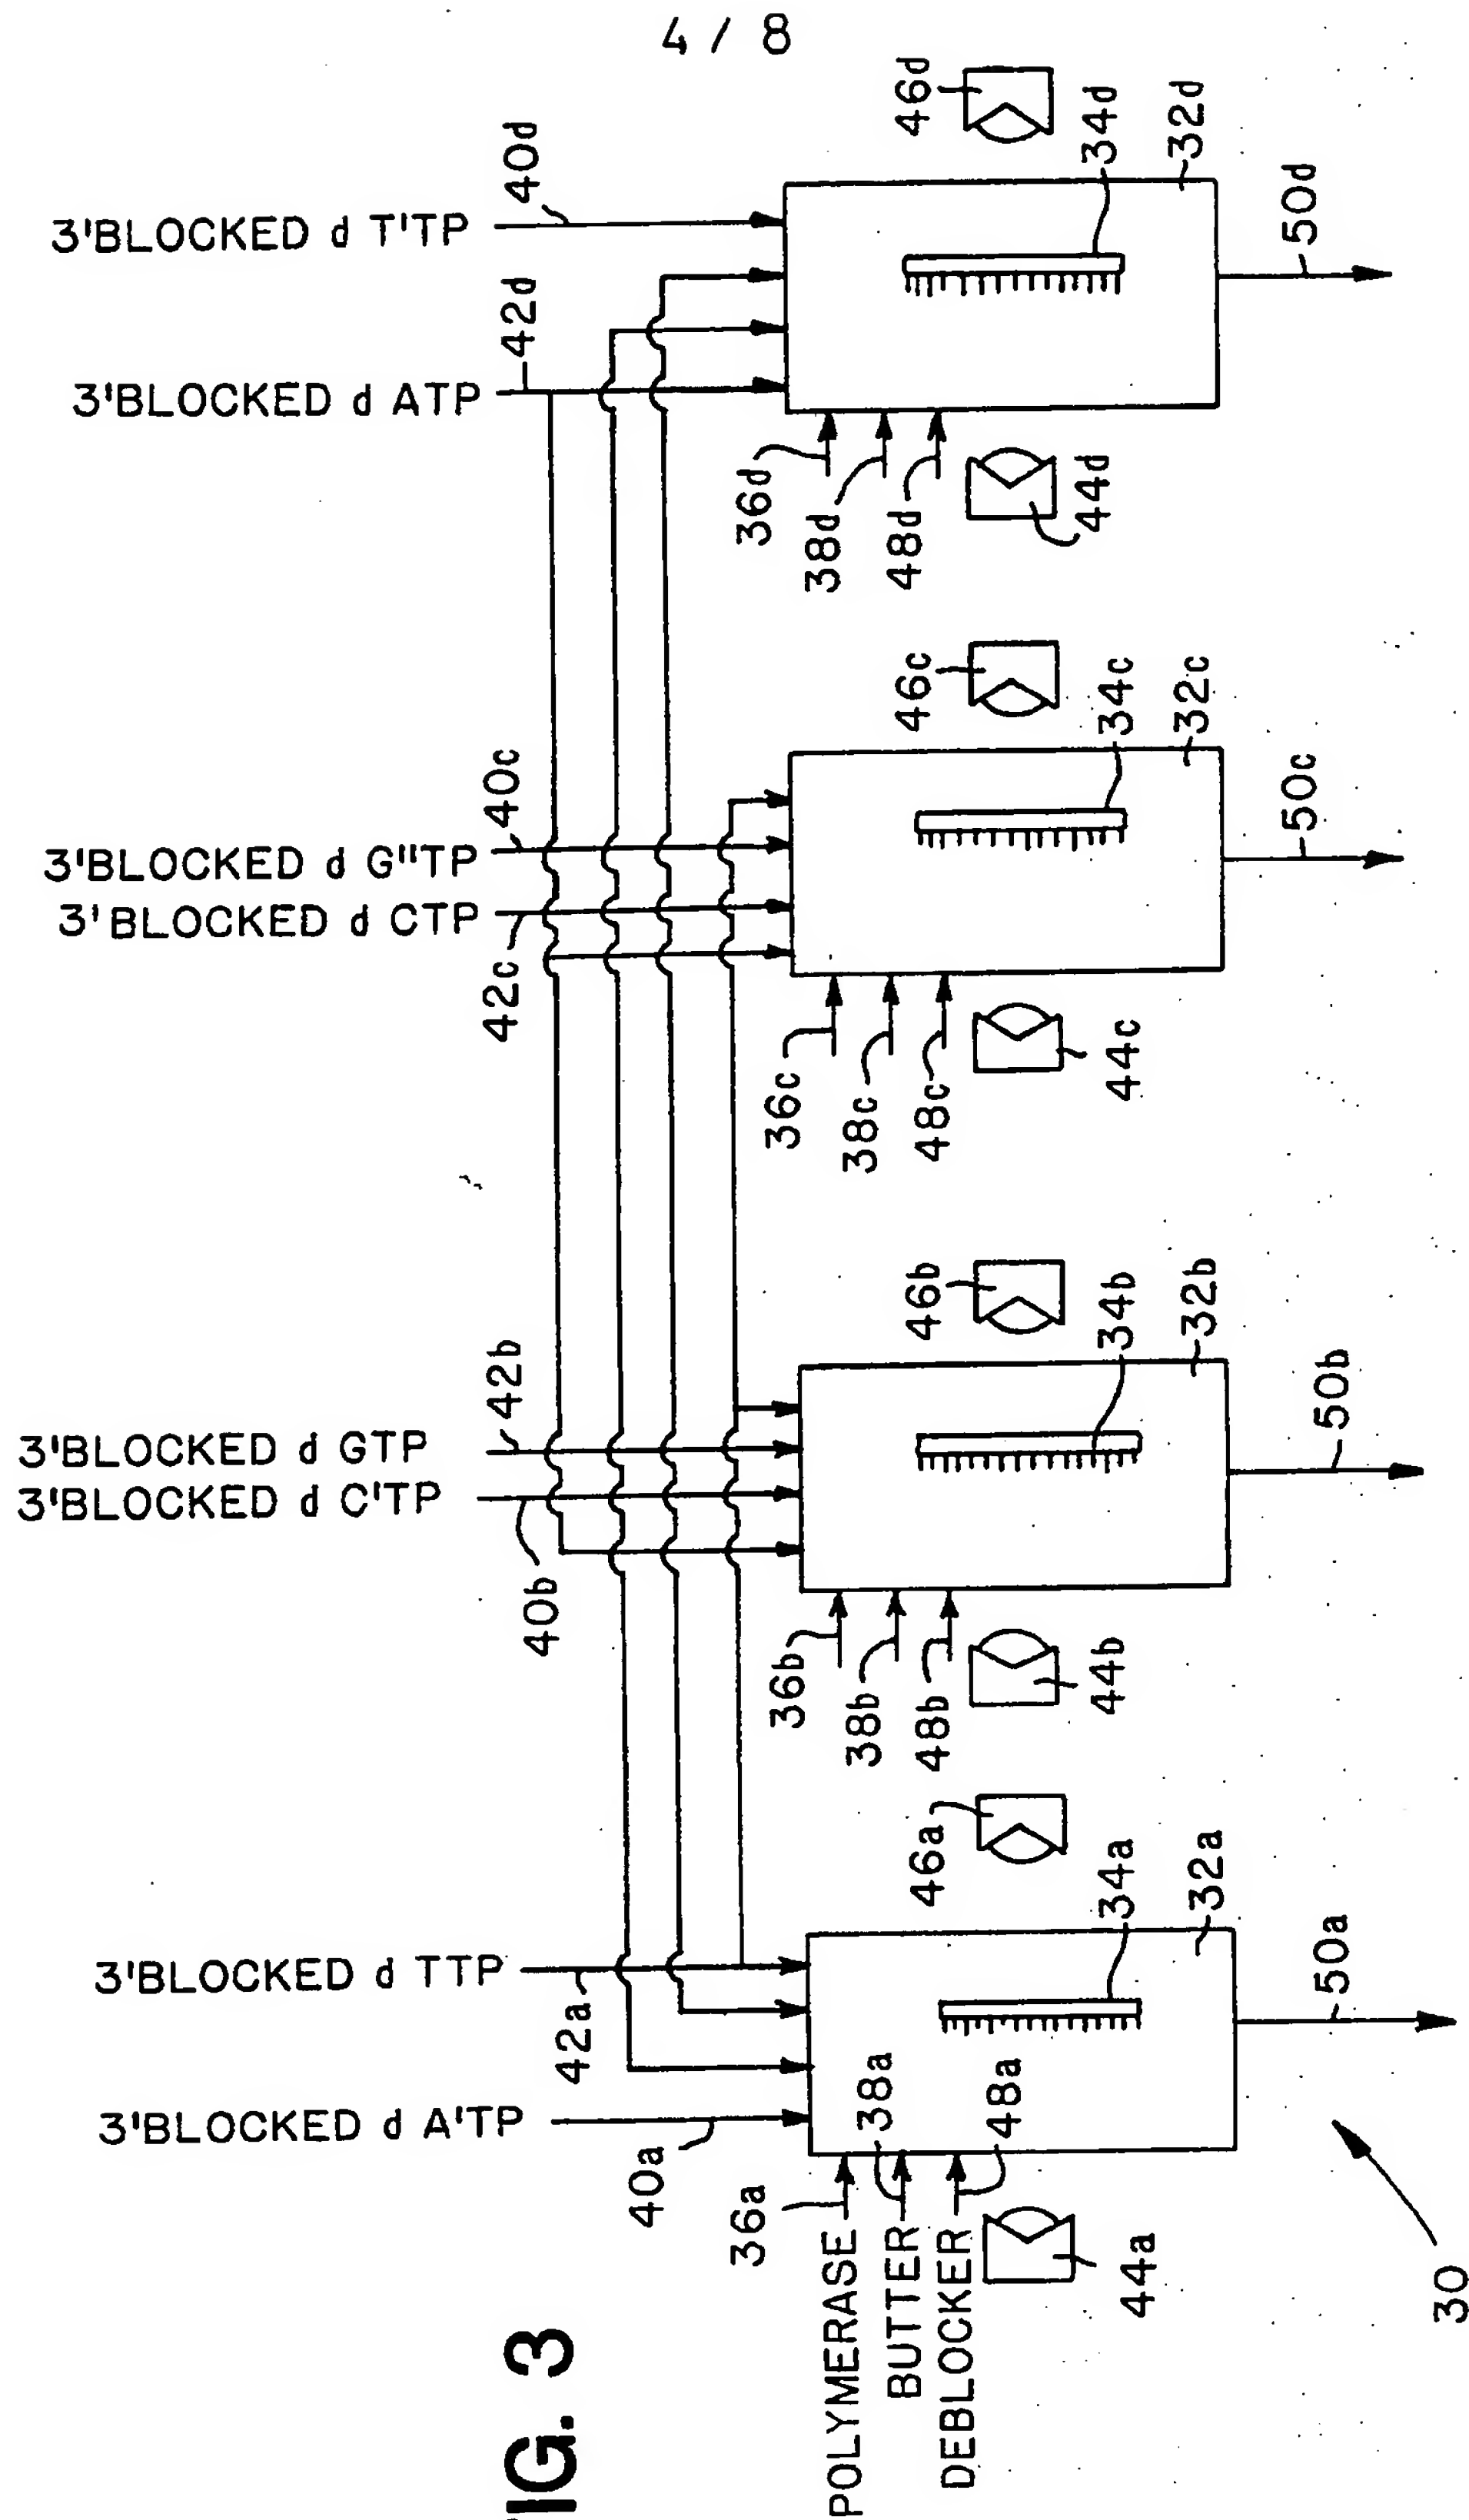 4 / 8
3'BLOCKED d T'TP
40d
42d
3'BLOCKED d ATP
46d
34d
32d
36d
38d
48d
44d
50d
3'BLOCKED d G"TP
40c
3'BLOCKED d CTP
42c
46c
34c
32c
36c
38c
48c
44c
50c
3'BLOCKED d GTP
42b
3'BLOCKED d C'TP
40b
46b
34b
32b
36b
38b
48b
44b
50b
3'BLOCKED d TTP
42a
3'BLOCKED d A'TP
40a
46a
34a
32a
36a
38a
48a
POLYMERASE
BUTTER
DEBLOCKER
44a
50a
30
IG. 3